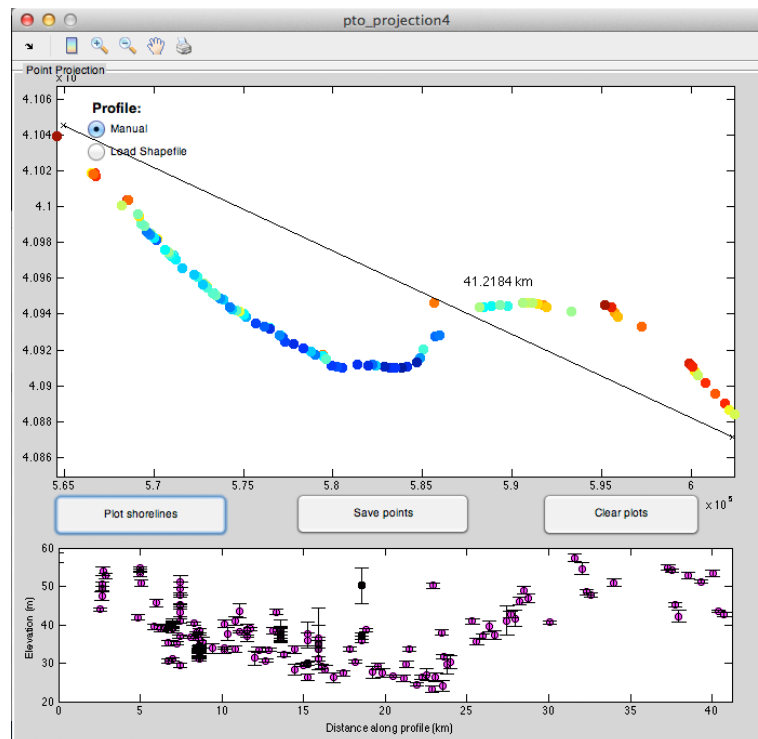 pto_projection4
Point Projection
x 10
4.106
4.104
4.102
4.1
4.098
4.096
4.094
4.092
4.09
4.088
4.086
Profile:
Manual
Load Shapefile
41.2184 km
5.65 5.7 5.75 5.8 5.85 5.9 5.95 6
x 10^5
Plot shorelines Save points Clear plots
60
50
40
30
20
Elevation (m)
0 5 10 15 20 25 30 35 40
Distance along profile (km)